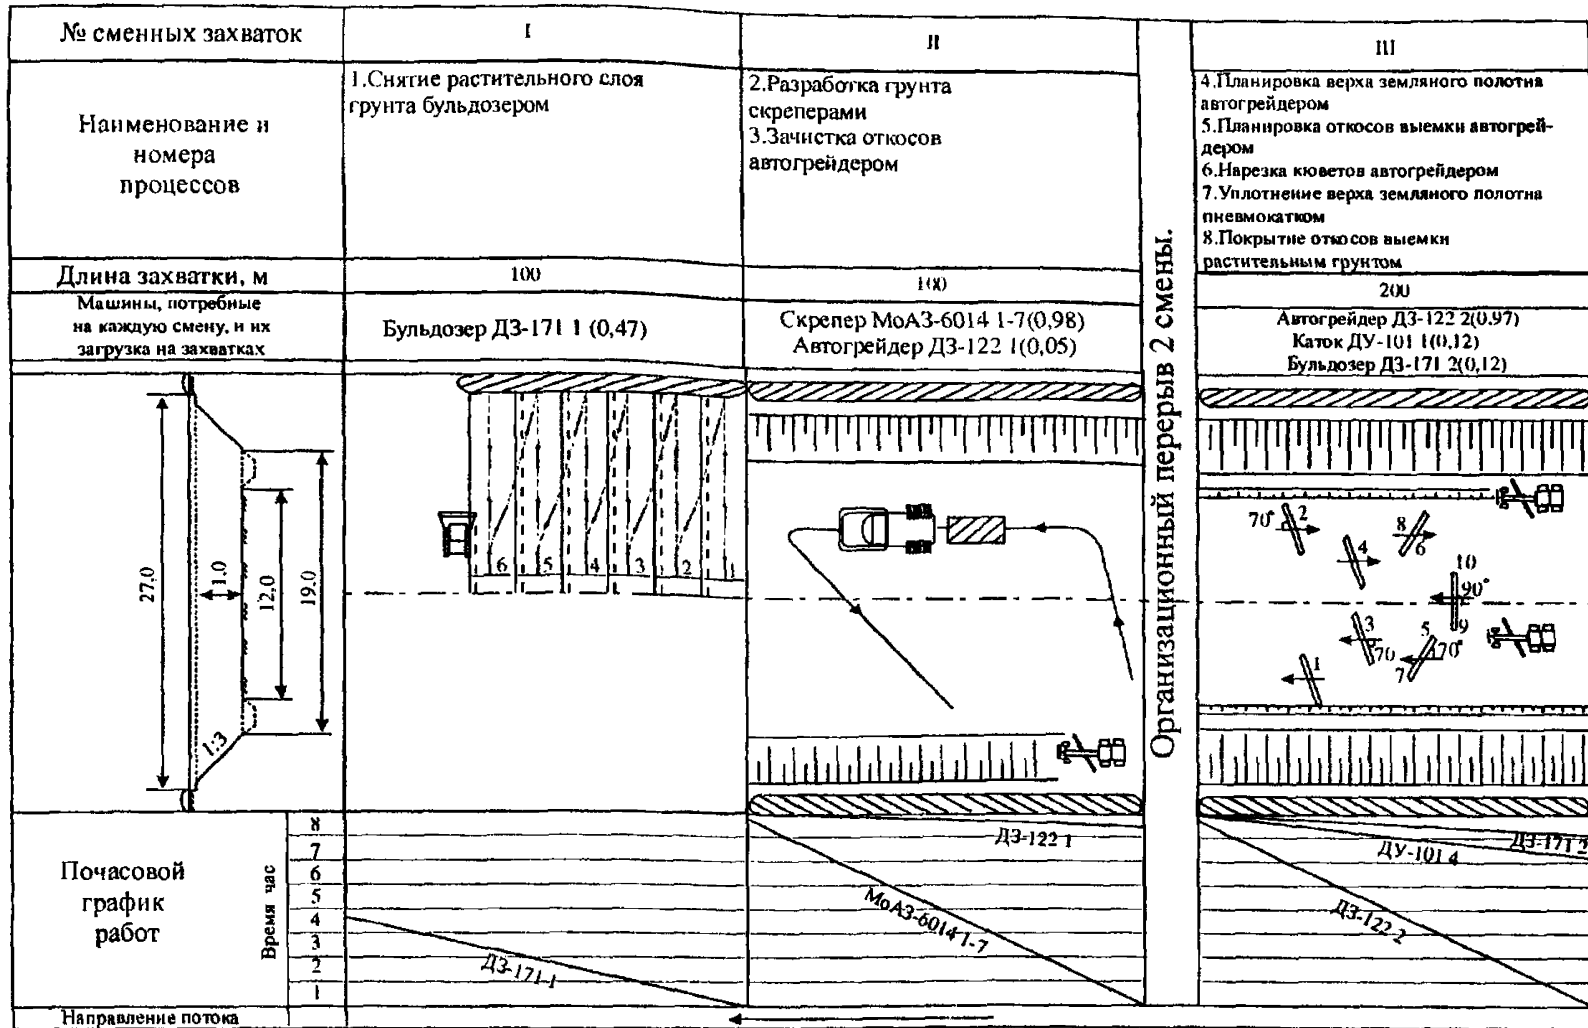 № сменных захваток
I
II
III
Наименование и
номера
процессов
1.Снятие растительного слоя
грунта бульдозером
2.Разработка грунта
скреперами
3.Зачистка откосов
автогрейдером
Организационный перерыв 2 смены.
4.Планировка верха земляного полотна
автогрейдером
5.Планировка откосов выемки автогрей-
дером
6.Нарезка кюветов автогрейдером
7.Уплотнение верха земляного полотна
пневмокатком
8.Покрытие откосов выемки
растительным грунтом
Длина захватки, м
100
100
200
Машины, потребные
на каждую смену, и их
загрузка на захватках
Бульдозер ДЗ-171 1 (0,47)
Скрепер МоАЗ-6014 1-7(0,98)
Автогрейдер ДЗ-122 1(0,05)
Автогрейдер ДЗ-122 2(0,97)
Каток ДУ-101 1(0,12)
Бульдозер ДЗ-171 2(0,12)
27,0
11.0
12,0
19,0
1:3
6
5
4
3
2
1
70°
2
4
8
6
10
90°
9
3
70
5
70°
7
1
Почасовой
график
работ
Время час
8
7
6
5
4
3
2
1
ДЗ-171 1
ДЗ-122 1
МоАЗ-6014 1-7
ДЗ-171 2
ДУ-101 4
ДЗ-122 2
Направление потока